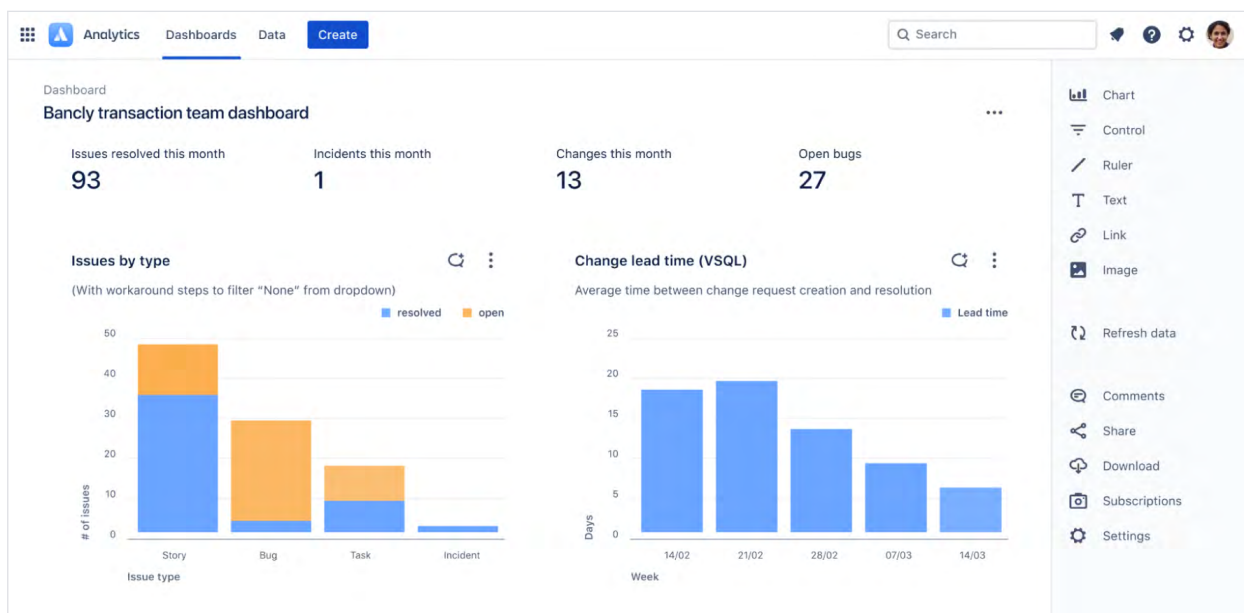 Analytics Dashboards Data Create Search
Dashboard
Bancly transaction team dashboard
Issues resolved this month Incidents this month Changes this month Open bugs
93 1 13 27
Issues by type
(With workaround steps to filter “None” from dropdown)
resolved open
50
40
30
20
10
0
# of issues
Story Bug Task Incident
Issue type
Change lead time (VSQL)
Average time between change request creation and resolution
Lead time
25
20
15
10
5
0
Days
14/02 21/02 28/02 07/03 14/03
Week
Chart
Control
Ruler
Text
Link
Image
Refresh data
Comments
Share
Download
Subscriptions
Settings